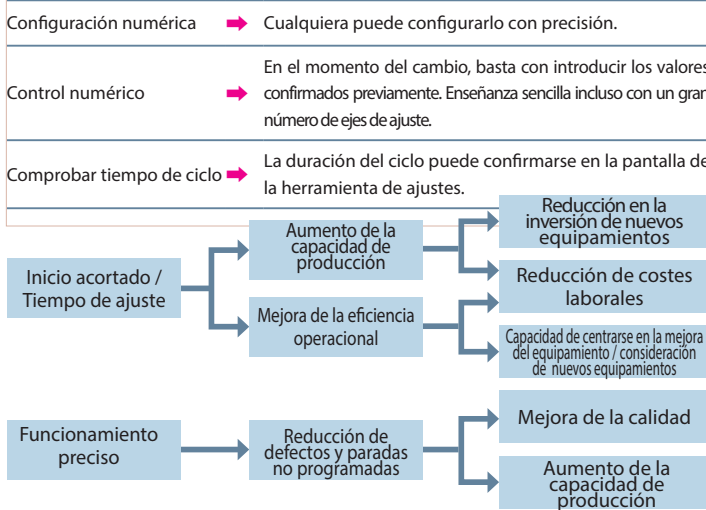 Configuración numérica
Cualquiera puede configurarlo con precisión.
Control numérico
En el momento del cambio, basta con introducir los valores
confirmados previamente. Enseñanza sencilla incluso con un gran
número de ejes de ajuste.
Comprobar tiempo de ciclo
La duración del ciclo puede confirmarse en la pantalla de
la herramienta de ajustes.
Inicio acortado /
Tiempo de ajuste
Aumento de la
capacidad de
producción
Mejora de la eficiencia
operacional
Reducción en la
inversión de nuevos
equipamientos
Reducción de costes
laborales
Capacidad de centrarse en la mejora
del equipamiento / consideración
de nuevos equipamientos
Funcionamiento
preciso
Reducción de
defectos y paradas
no programadas
Mejora de la calidad
Aumento de la
capacidad de
producción